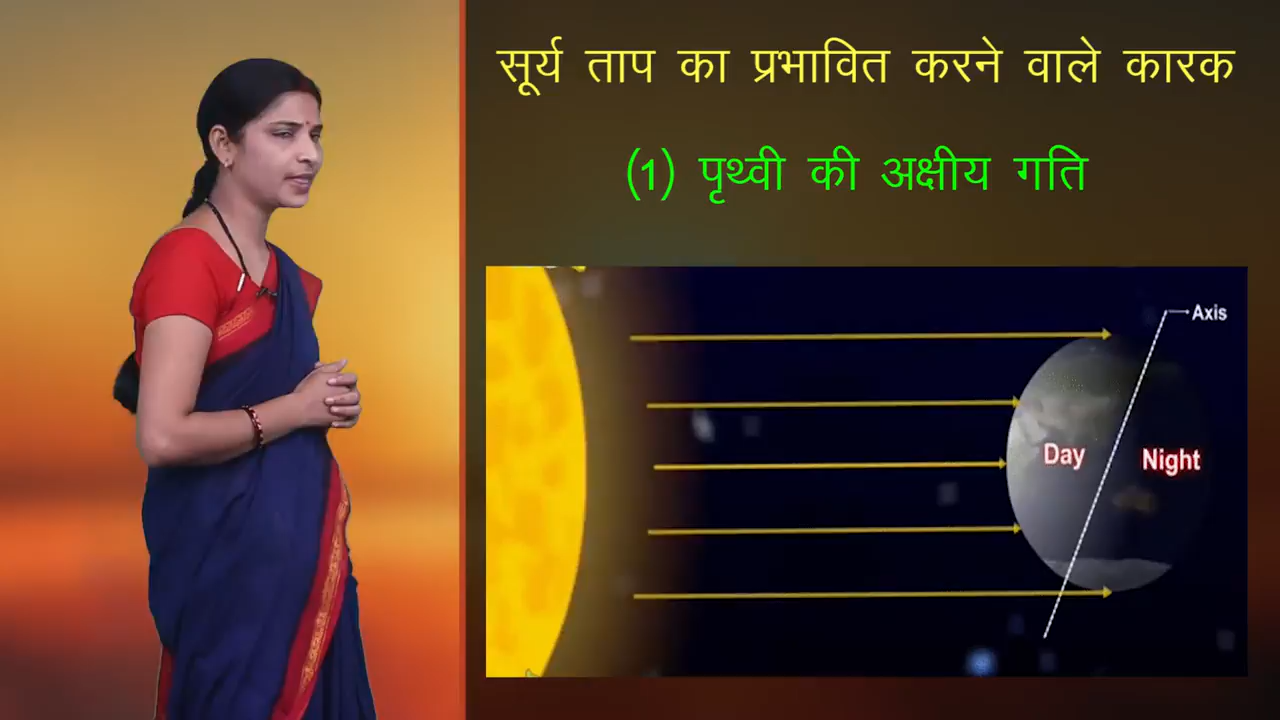 सूर्य ताप का प्रभावित करने वाले कारक
(1) पृथ्वी की अक्षीय गति
Axis
Day
Night